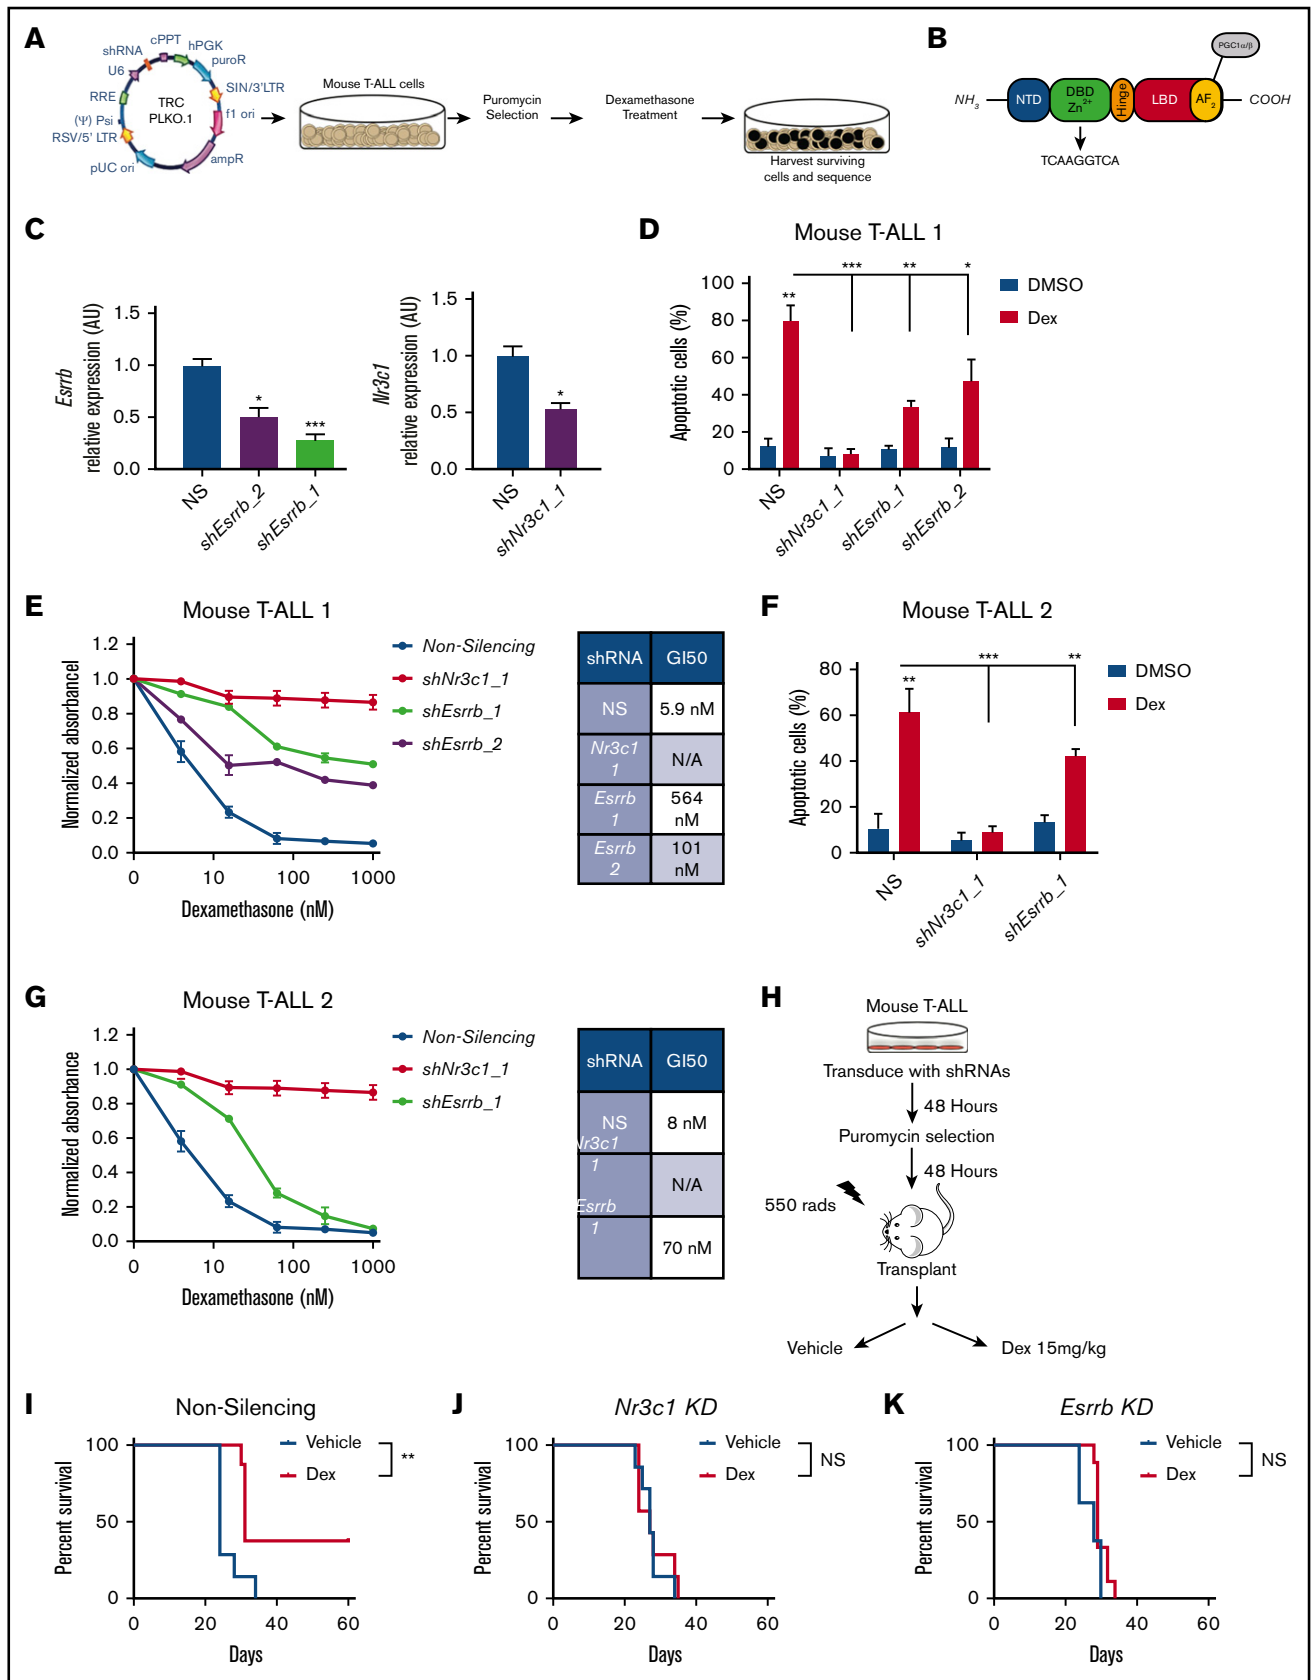 A
cPPT
hPGK
shRNA
puroR
U6
SIN/3'LTR
RRE
TRC
PLKO.1
f1 ori
(Ψ) Psi
RSV/5' LTR
pUC ori
ampR
Mouse T-ALL cells
Puromycin
Selection
Dexamethasone
Treatment
Harvest surviving
cells and sequence
B
PGC1α/β
NH3
NTD
DBD
Zn2+
Hinge
LBD
AF2
COOH
TCAAGGTCA
C
Esrrb
relative expression (AU)
1.5
1.0
0.5
0.0
*
***
NS
shEsrrb_2
shEsrrb_1
Nr3c1
relative expression (AU)
1.5
1.0
0.5
0.0
*
NS
shNr3c1_1
D
Mouse T-ALL 1
Apoptotic cells (%)
100
80
60
40
20
0
**
***
**
*
DMSO
Dex
NS
shNr3c1_1
shEsrrb_1
shEsrrb_2
E
Mouse T-ALL 1
Normalized absorbancel
1.2
1.0
0.8
0.6
0.4
0.2
0.0
0
10
100
1000
Dexamethasone (nM)
Non-Silencing
shNr3c1_1
shEsrrb_1
shEsrrb_2
shRNA
GI50
NS
5.9 nM
Nr3c1
1
N/A
Esrrb
1
564
nM
Esrrb
2
101
nM
F
Mouse T-ALL 2
Apoptotic cells (%)
80
60
40
20
0
**
***
**
DMSO
Dex
NS
shNr3c1_1
shEsrrb_1
G
Mouse T-ALL 2
Normalized absorbance
1.2
1.0
0.8
0.6
0.4
0.2
0.0
0
10
100
1000
Dexamethasone (nM)
Non-Silencing
shNr3c1_1
shEsrrb_1
shRNA
GI50
NS
8 nM
Nr3c1
1
N/A
Esrrb
1
70 nM
H
Mouse T-ALL
Transduce with shRNAs
48 Hours
Puromycin selection
48 Hours
550 rads
Transplant
Vehicle
Dex 15mg/kg
I
Non-Silencing
Percent survival
100
50
0
0
20
40
60
Days
Vehicle
Dex
**
J
Nr3c1 KD
Percent survival
100
50
0
0
20
40
60
Days
Vehicle
Dex
NS
K
Esrrb KD
Percent survival
100
50
0
0
20
40
60
Days
Vehicle
Dex
NS